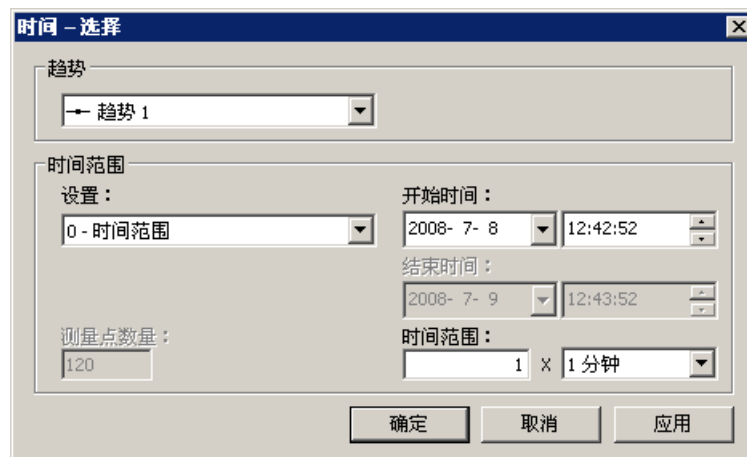 时间 – 选择
趋势
趋势 1
时间范围
设置：
开始时间：
0 - 时间范围
2008- 7- 8
12:42:52
结束时间：
2008- 7- 9
12:43:52
测量点数量：
时间范围：
120
1 X 1 分钟
确定
取消
应用